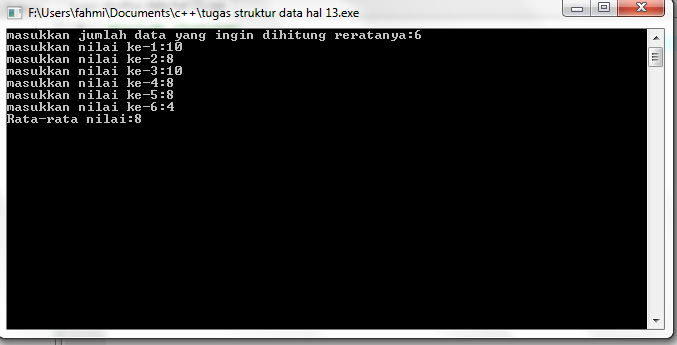 F:\Users\fahmi\Documents\c++\tugas struktur data hal 13.exe
masukkan jumlah data yang ingin dihitung reratanya:6
masukkan nilai ke-1:10
masukkan nilai ke-2:8
masukkan nilai ke-3:10
masukkan nilai ke-4:8
masukkan nilai ke-5:8
masukkan nilai ke-6:4
Rata-rata nilai:8